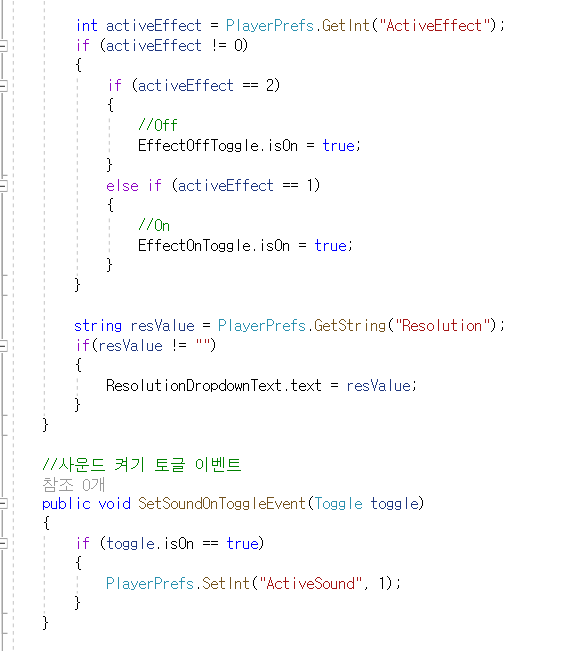 int activeEffect = PlayerPrefs.GetInt("ActiveEffect");
if (activeEffect != 0)
{
if (activeEffect == 2)
{
//Off
EffectOffToggle.isOn = true;
}
else if (activeEffect == 1)
{
//On
EffectOnToggle.isOn = true;
}
}
string resValue = PlayerPrefs.GetString("Resolution");
if(resValue != "")
{
ResolutionDropdownText.text = resValue;
}
}
//사운드 켜기 토글 이벤트
참조 0개
public void SetSoundOnToggleEvent(Toggle toggle)
{
if (toggle.isOn == true)
{
PlayerPrefs.SetInt("ActiveSound", 1);
}
}